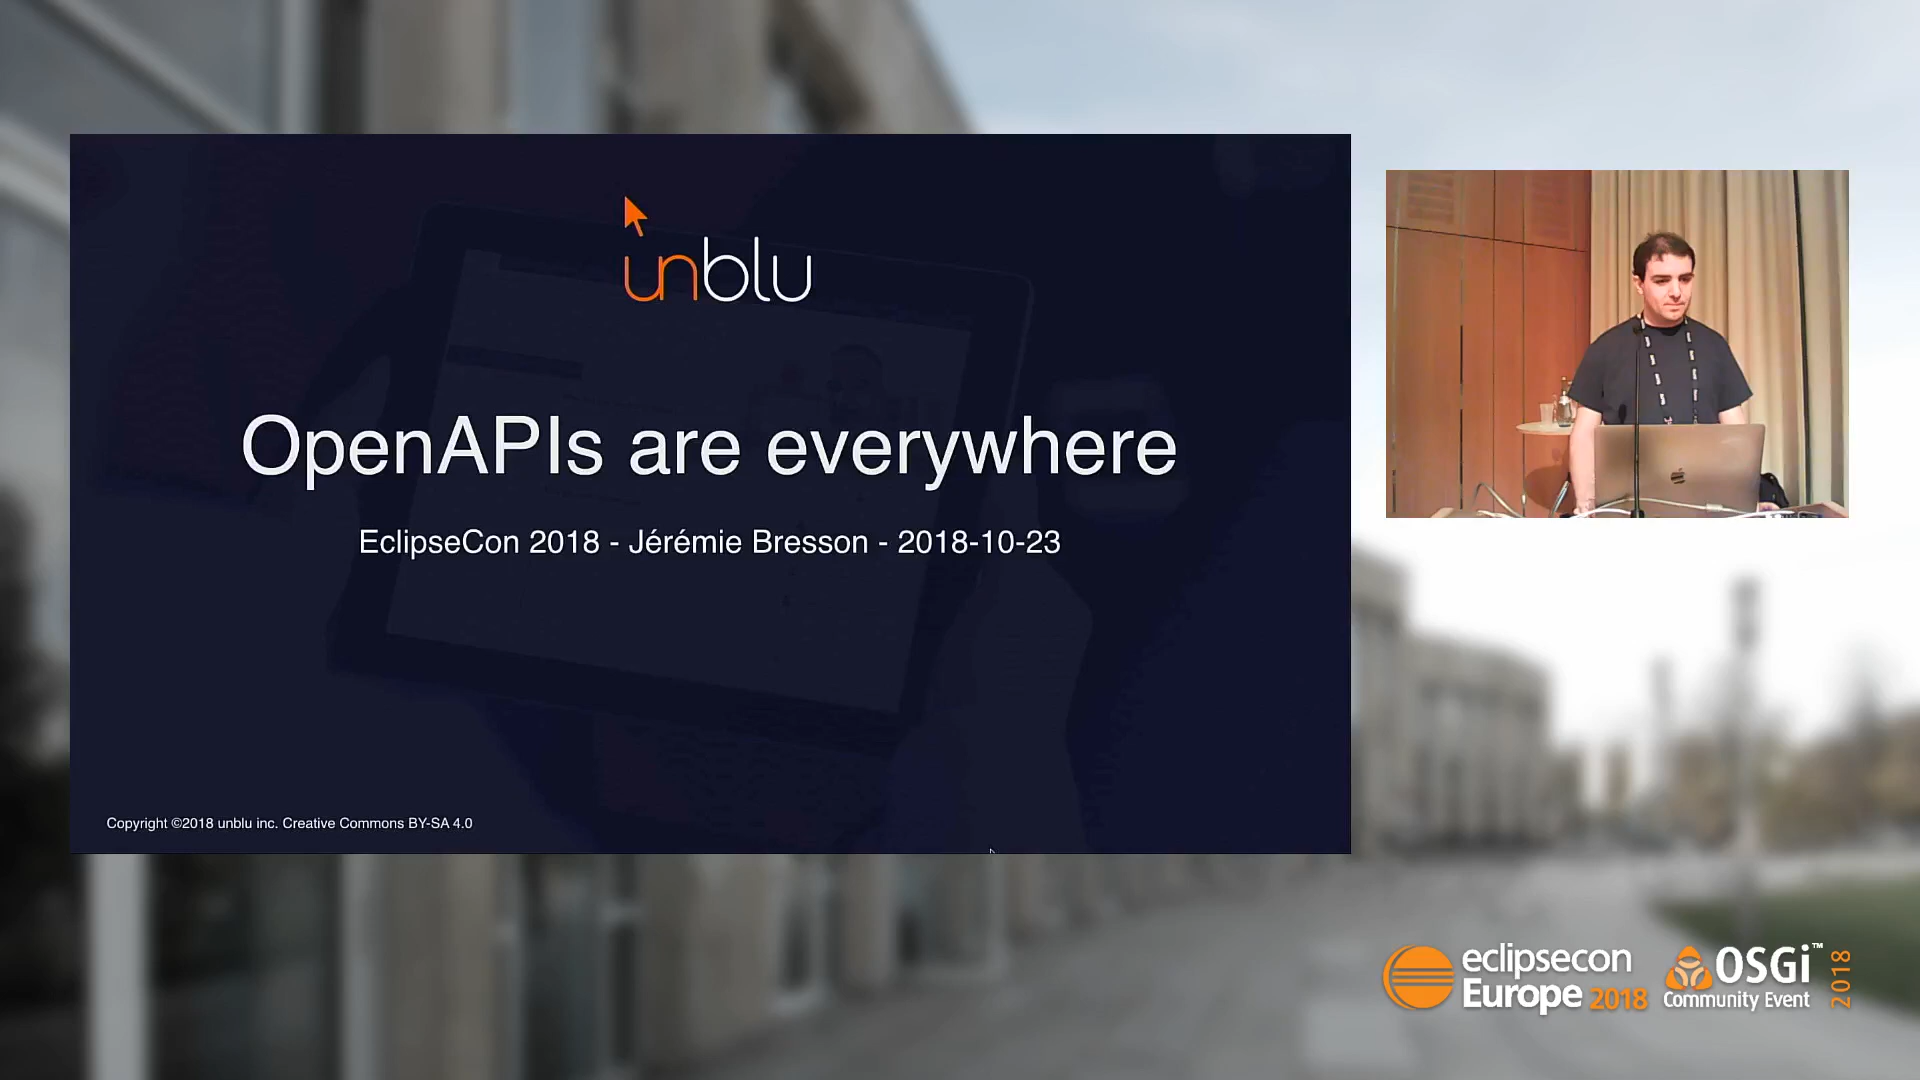 unblu
OpenAPIs are everywhere
EclipseCon 2018 - Jérémie Bresson - 2018-10-23
Copyright ©2018 unblu inc. Creative Commons BY-SA 4.0
eclipsecon
Europe 2018
OSGi™
Community Event
2018